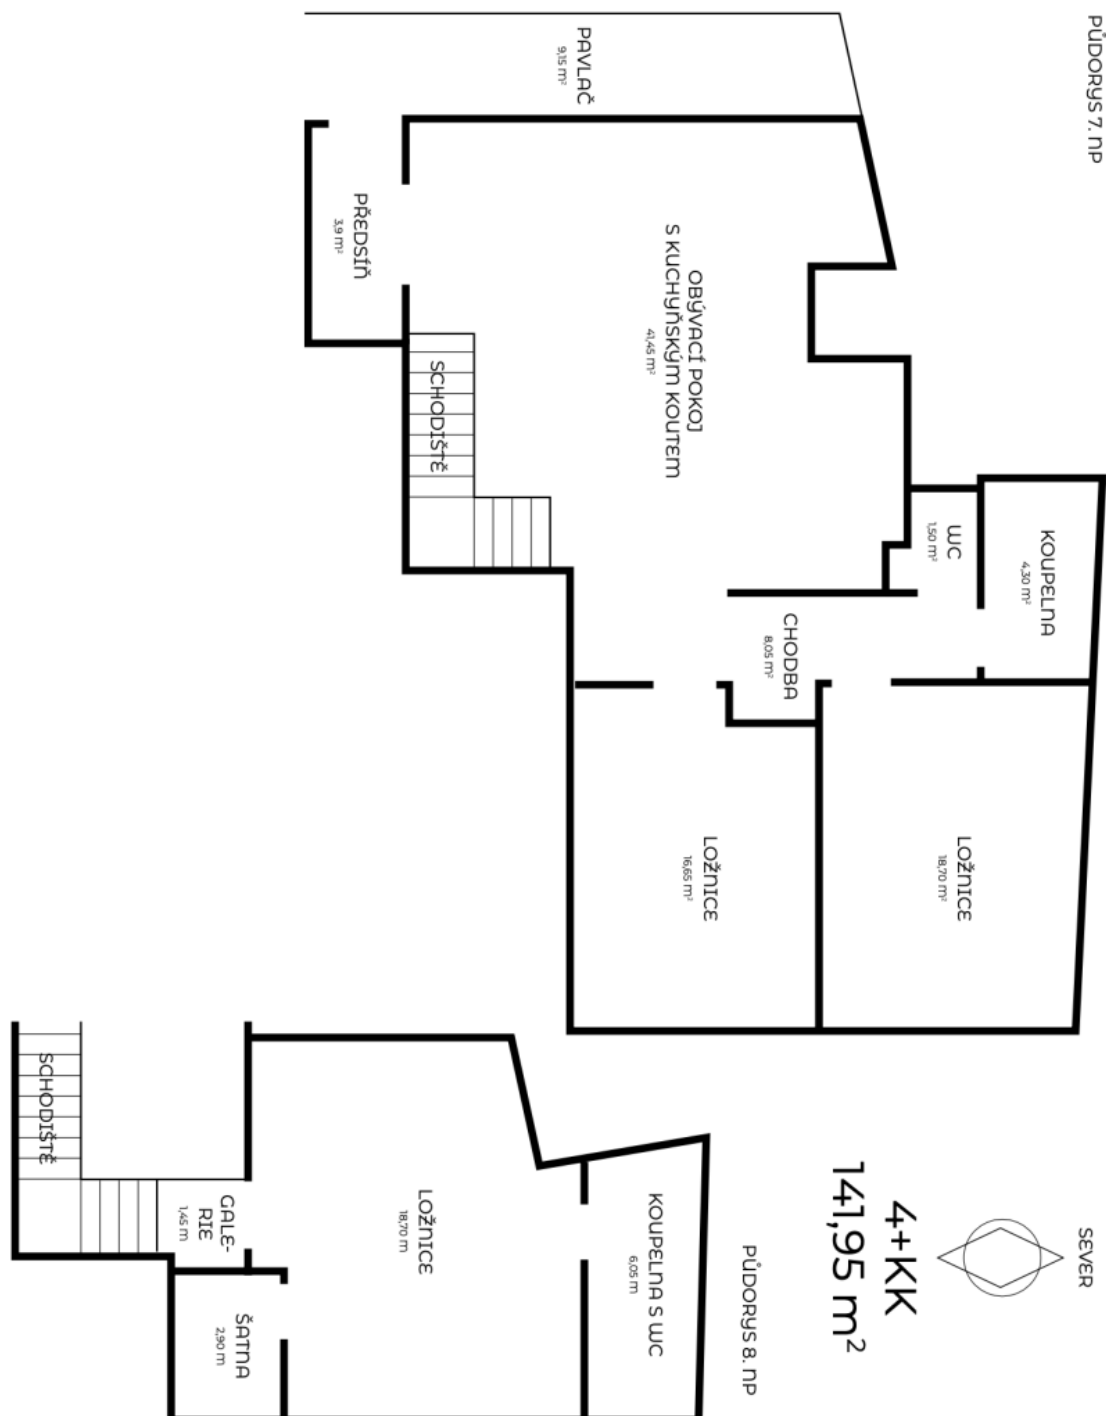 PŮDORYS 7. NP
PAVLAČ
9,15 m²
PŘEDSÍŇ
3,9 m²
OBÝVACÍ POKOJ
S KUCHYŇSKÝM KOUTEM
41,45 m²
SCHODIŠTĚ
WC
1,50 m²
KOUPELNA
4,30 m²
CHODBA
8,05 m²
LOŽNICE
16,65 m²
LOŽNICE
18,70 m²
SEVER
4+KK
141,95 m²
PŮDORYS 8. NP
SCHODIŠTĚ
GALE-
RIE
1,45 m
LOŽNICE
18,70 m
KOUPELNA S WC
6,05 m
ŠATNA
2,90 m